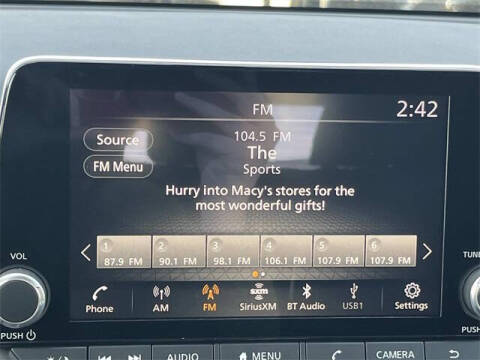 FM
2:42
Source
104.5 FM
The
Sports
FM Menu
Hurry into Macy's stores for the
most wonderful gifts!
1 2 3 4 5 6
87.9 FM 90.1 FM 98.1 FM 106.1 FM 107.9 FM 107.9 FM
VOL
TUNE
sxm
Phone AM FM SiriusXM BT Audio USB1 Settings
PUSH
PUSH
AUDIO MENU CAMERA